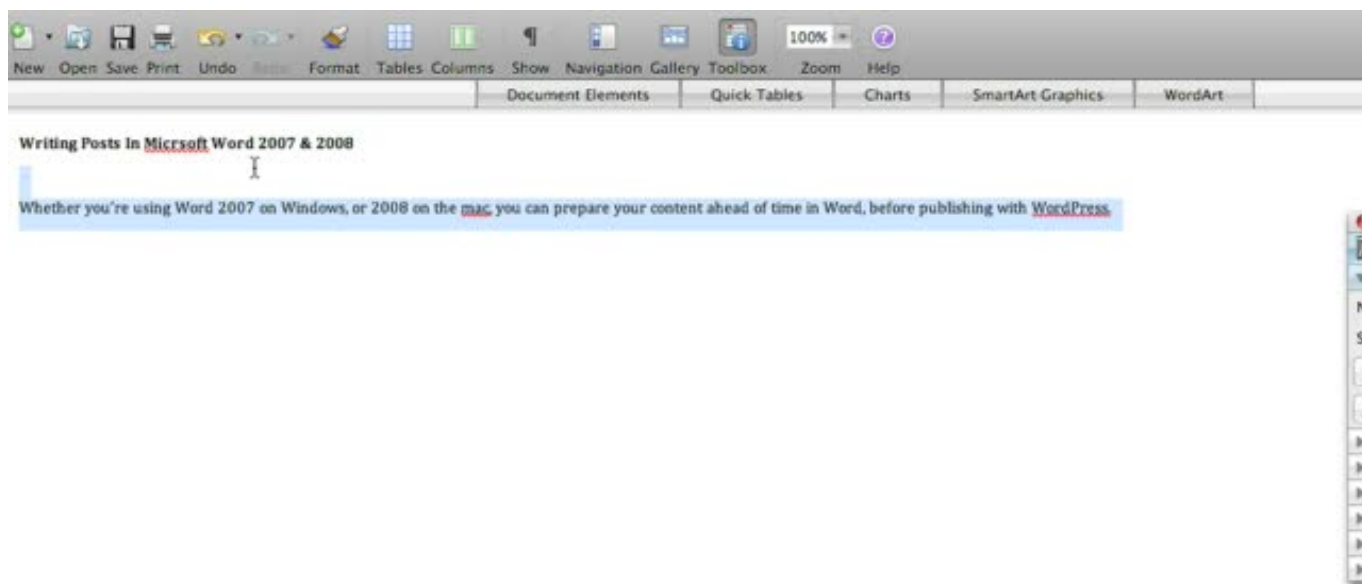 New Open Save Print Undo Redo Format Tables Columns Show Navigation Gallery Toolbox 100% Zoom Help
Document Elements Quick Tables Charts SmartArt Graphics WordArt
Writing Posts In Micrsoft Word 2007 & 2008
Whether you're using Word 2007 on Windows, or 2008 on the mac, you can prepare your content ahead of time in Word, before publishing with WordPress.
N
S